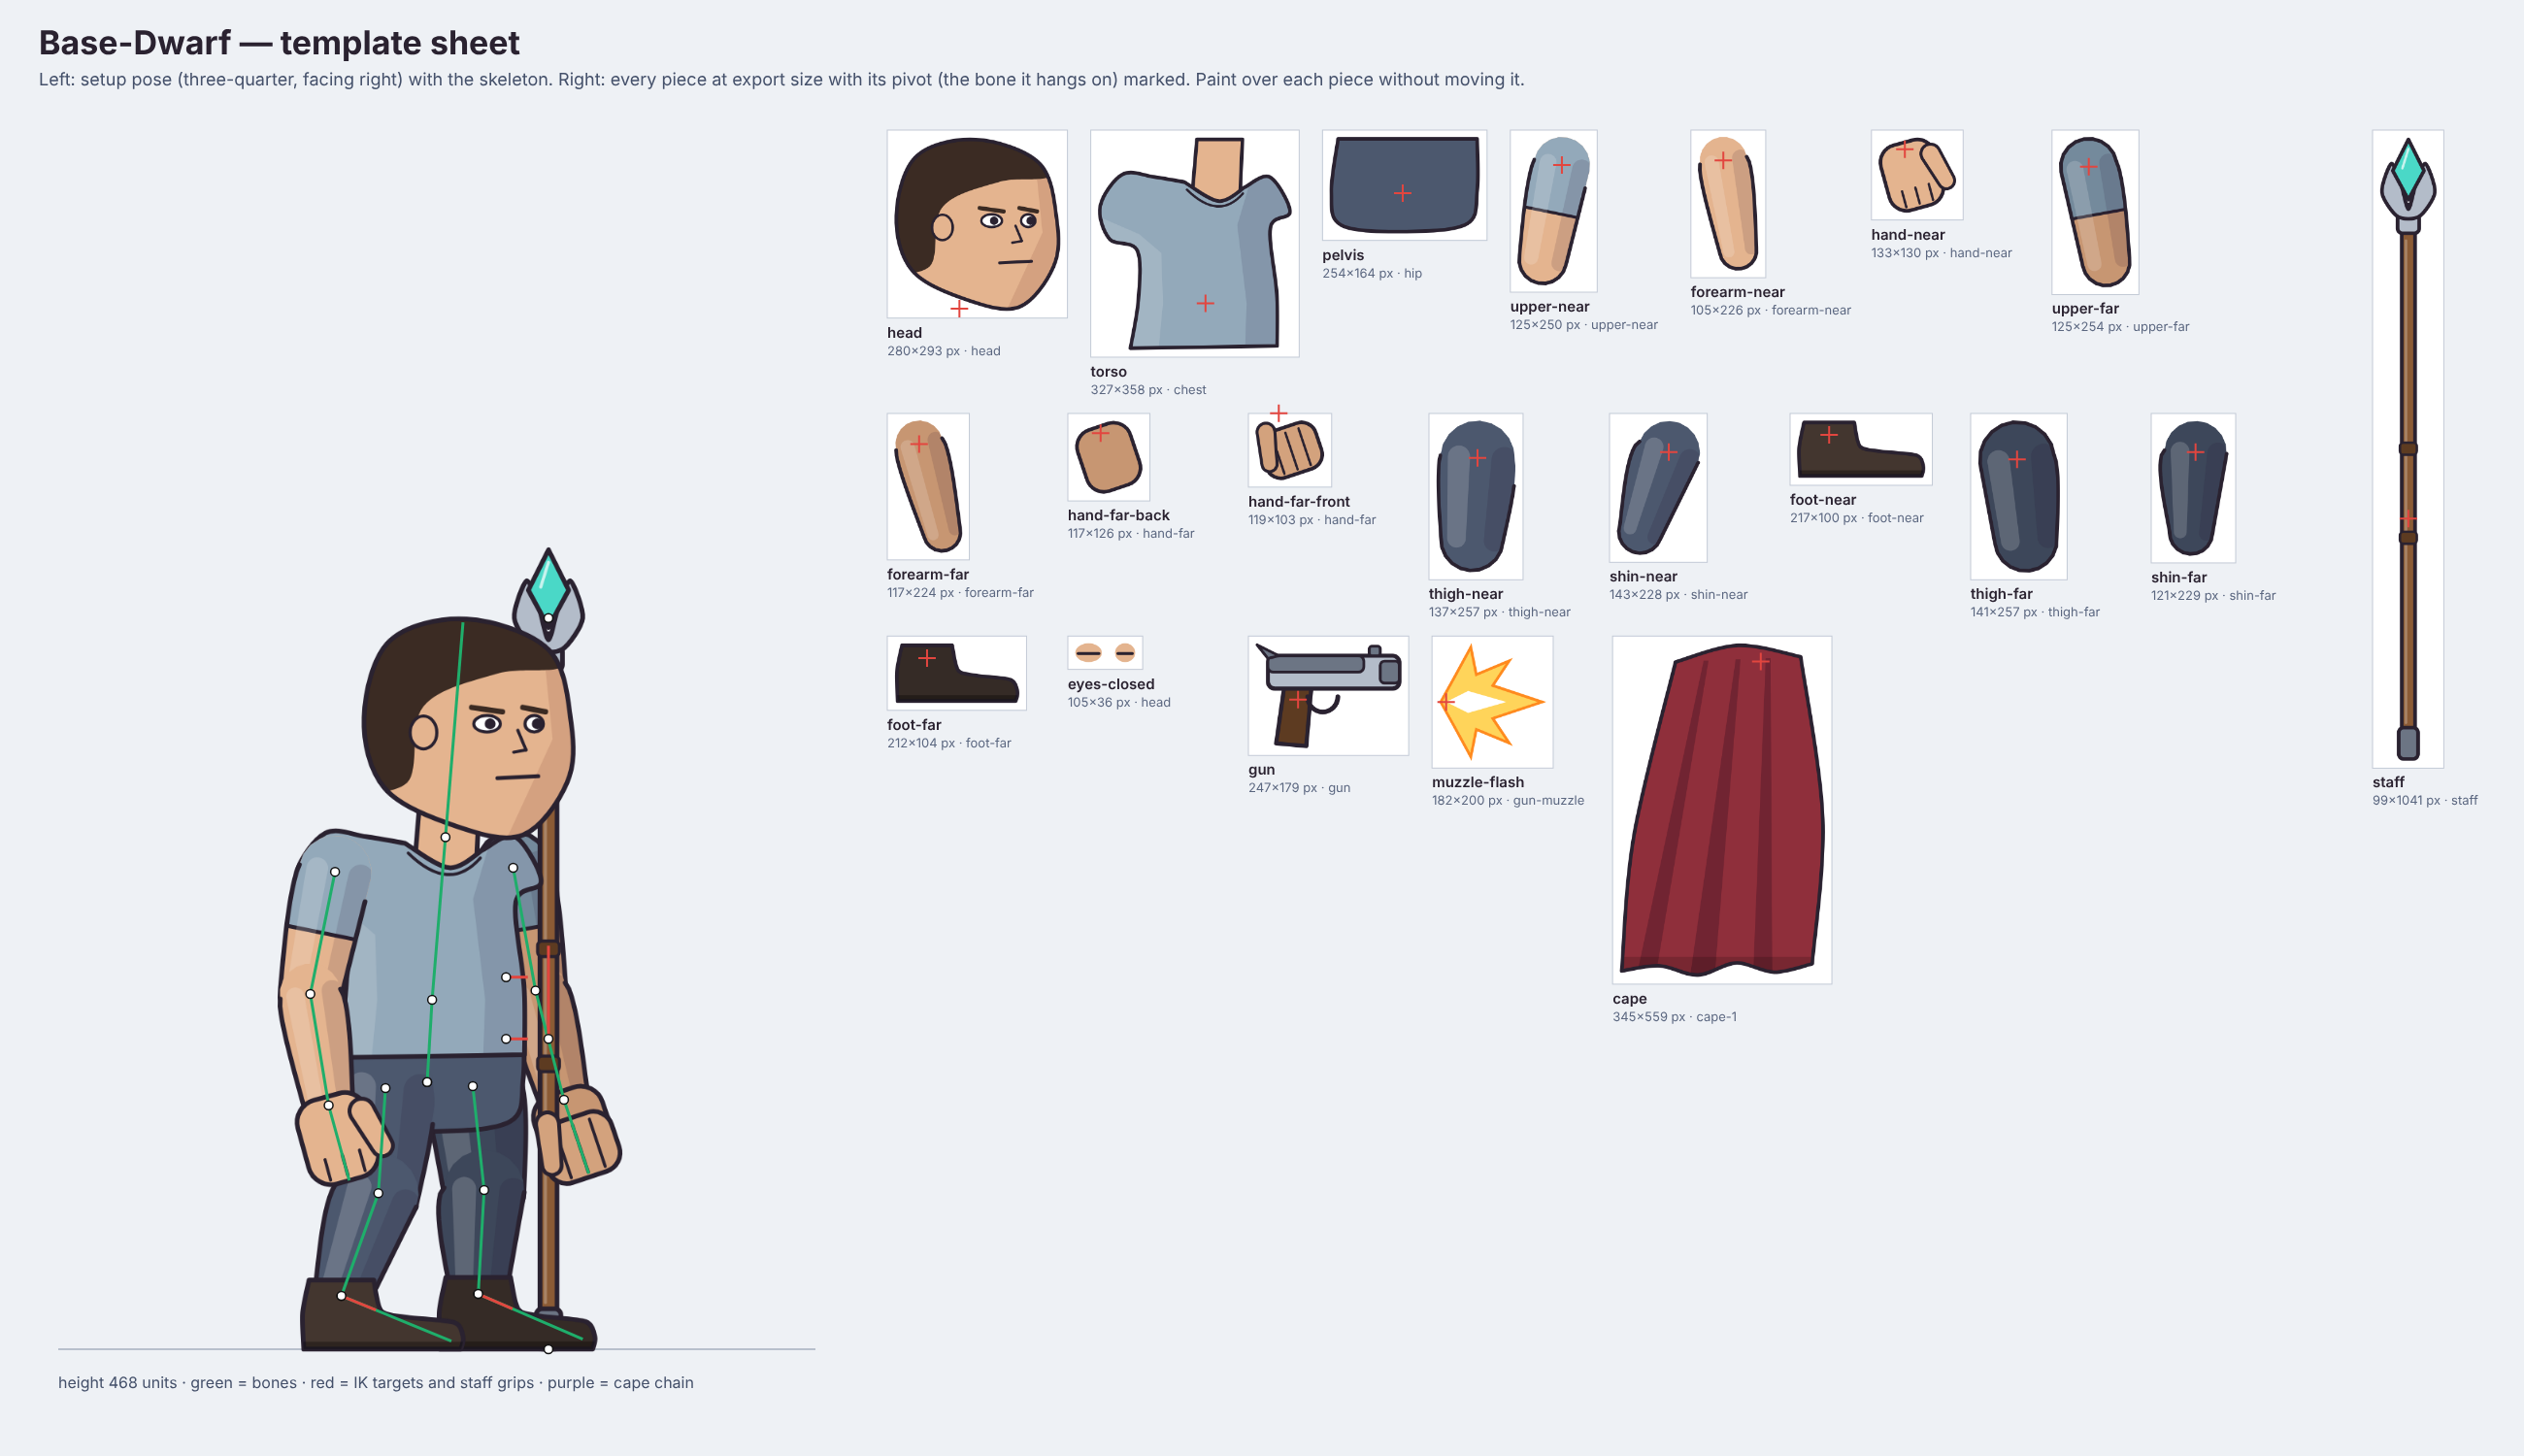 Base-Dwarf — template sheet
Left: setup pose (three-quarter, facing right) with the skeleton. Right: every piece at export size with its pivot (the bone it hangs on) marked. Paint over each piece without moving it.
head
280×293 px · head
torso
327×358 px · chest
pelvis
254×164 px · hip
upper-near
125×250 px · upper-near
forearm-near
105×226 px · forearm-near
hand-near
133×130 px · hand-near
upper-far
125×254 px · upper-far
forearm-far
117×224 px · forearm-far
hand-far-back
117×126 px · hand-far
hand-far-front
119×103 px · hand-far
thigh-near
137×257 px · thigh-near
shin-near
143×228 px · shin-near
foot-near
217×100 px · foot-near
thigh-far
141×257 px · thigh-far
shin-far
121×229 px · shin-far
foot-far
212×104 px · foot-far
eyes-closed
105×36 px · head
gun
247×179 px · gun
muzzle-flash
182×200 px · gun-muzzle
cape
345×559 px · cape-1
staff
99×1041 px · staff
height 468 units · green = bones · red = IK targets and staff grips · purple = cape chain